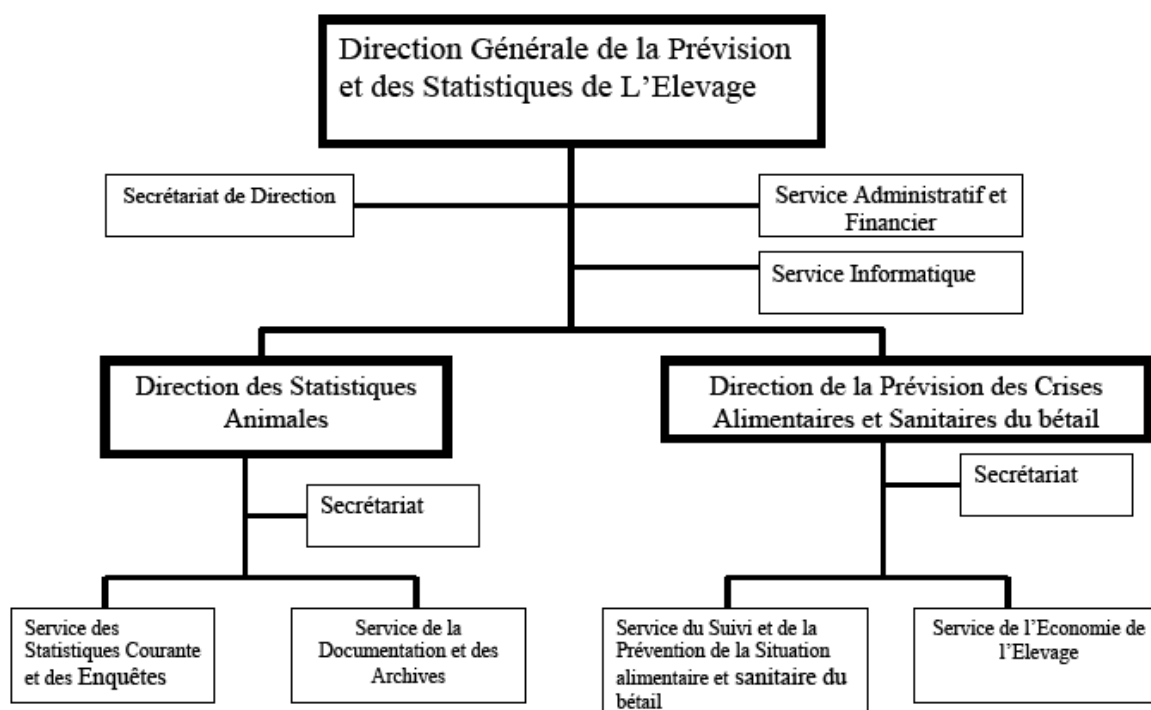 Direction Générale de la Prévision
et des Statistiques de L’Elevage
Secrétariat de Direction
Service Administratif et
Financier
Service Informatique
Direction des Statistiques
Animales
Direction de la Prévision des Crises
Alimentaires et Sanitaires du bétail
Secrétariat
Secrétariat
Service des
Statistiques Courante
et des Enquêtes
Service de la
Documentation et des
Archives
Service du Suivi et de la
Prévention de la Situation
alimentaire et sanitaire du
bétail
Service de l’Economie de
l’Elevage